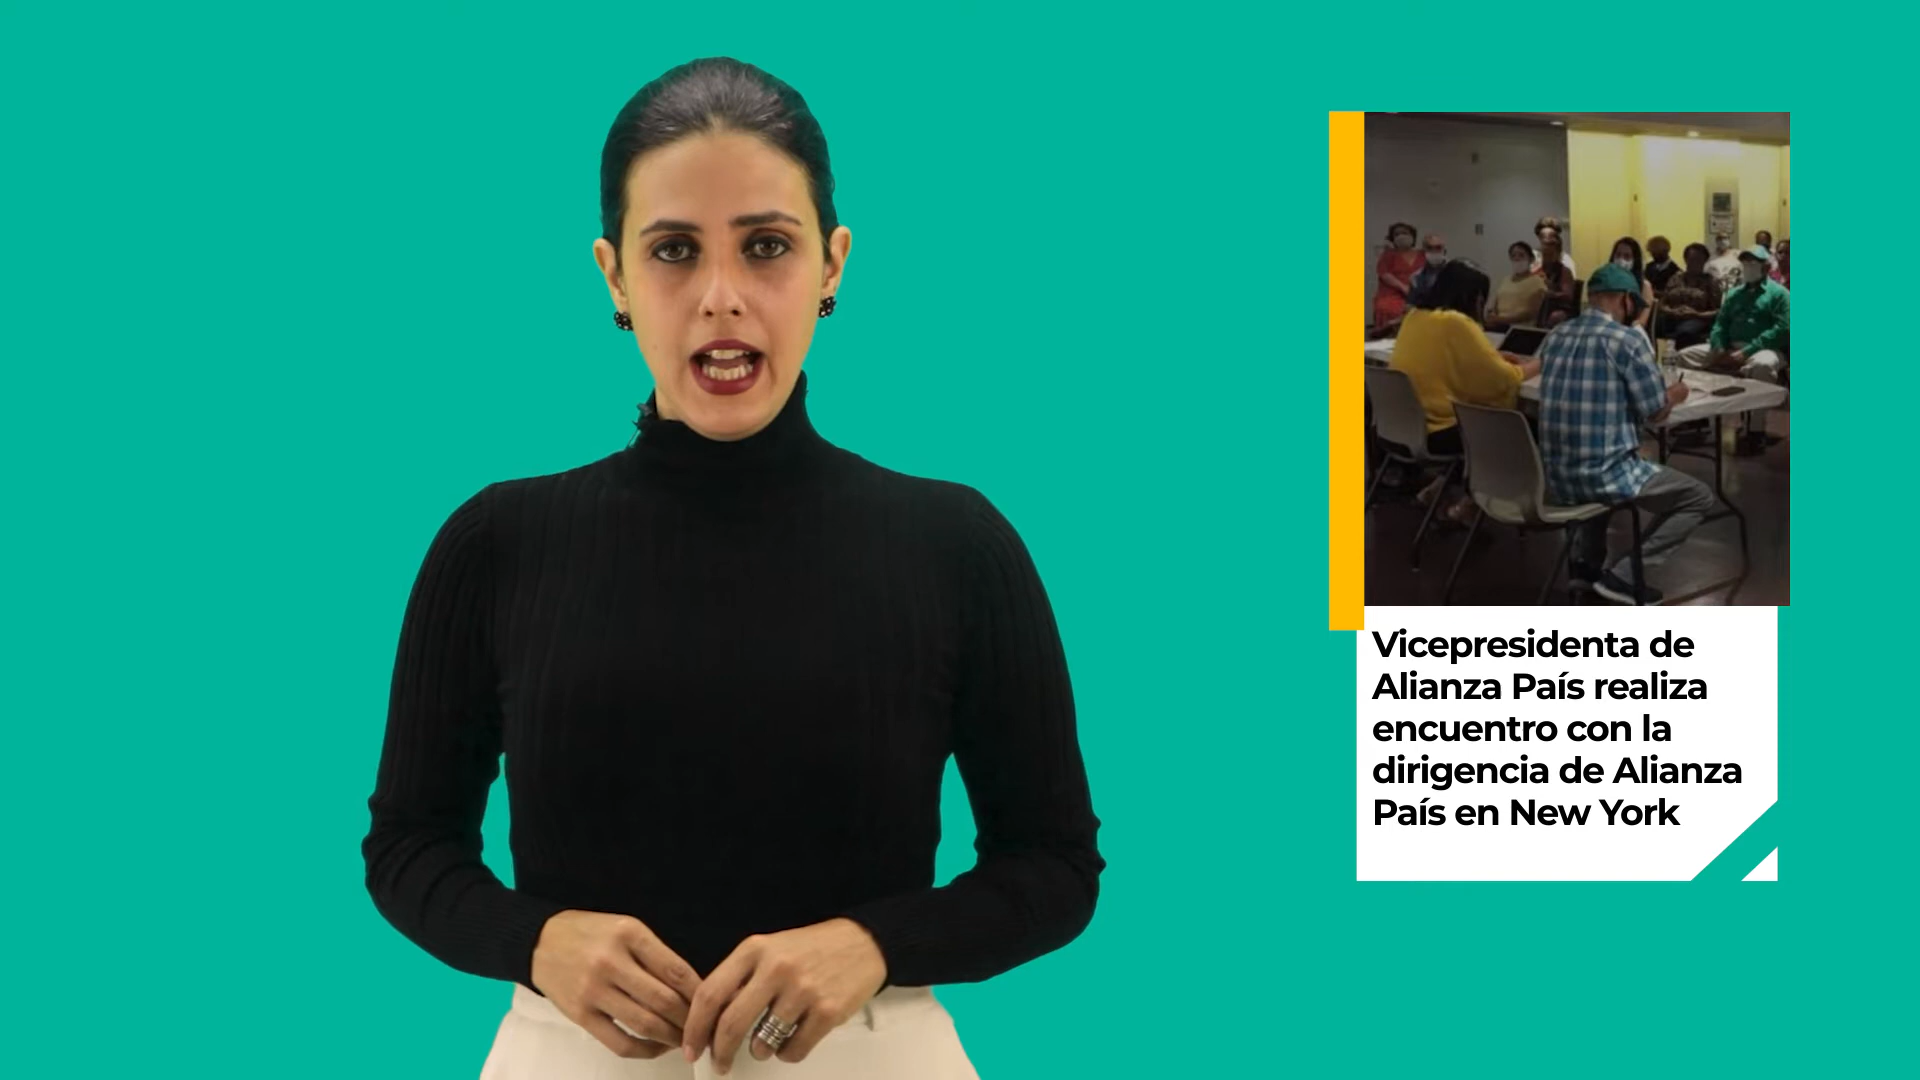 Vicepresidenta de
Alianza País realiza
encuentro con la
dirigencia de Alianza
País en New York